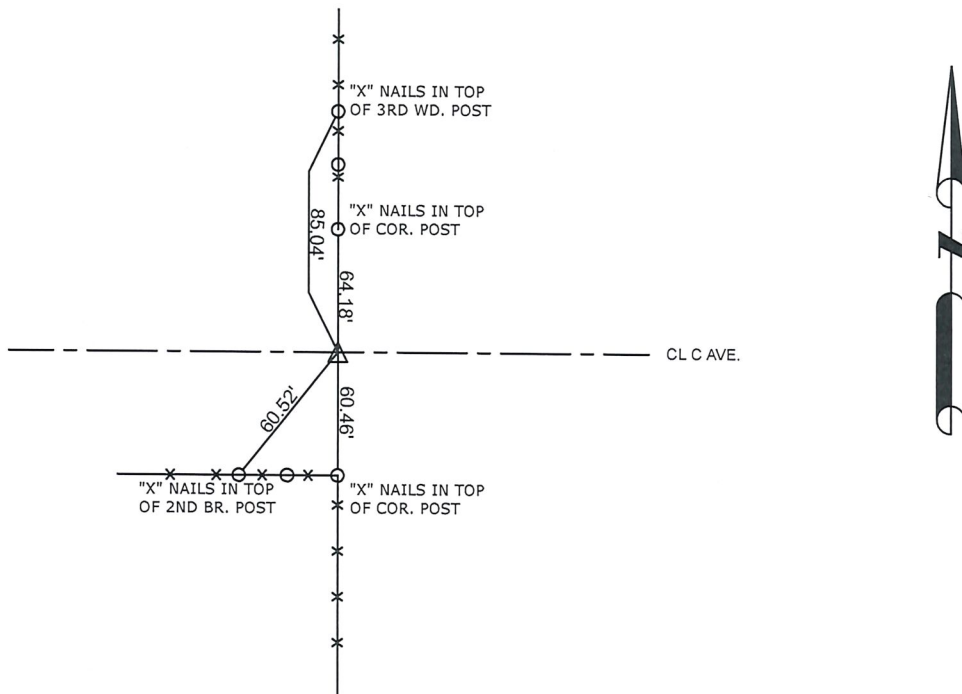 "X" NAILS IN TOP
OF 3RD WD. POST
"X" NAILS IN TOP
OF COR. POST
85.04'
64.18'
CL C AVE.
60.52'
60.46'
"X" NAILS IN TOP
OF 2ND BR. POST
"X" NAILS IN TOP
OF COR. POST
N